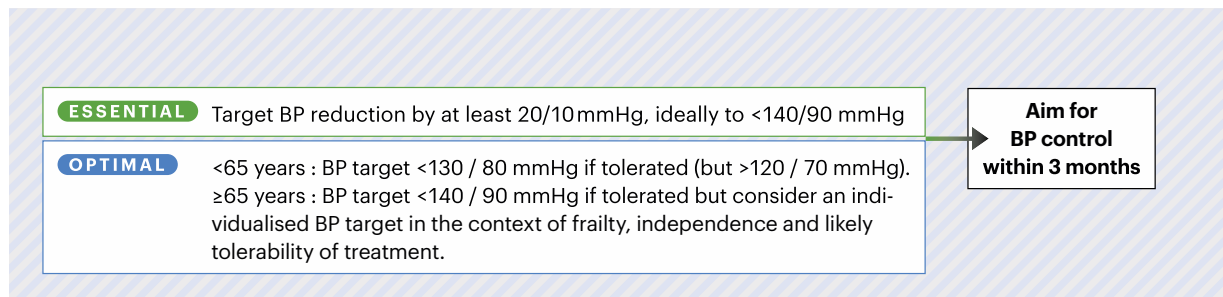 ESSENTIAL Target BP reduction by at least 20/10 mmHg, ideally to <140/90 mmHg
OPTIMAL <65 years : BP target <130 / 80 mmHg if tolerated (but >120 / 70 mmHg).
≥65 years : BP target <140 / 90 mmHg if tolerated but consider an indi-
vidualised BP target in the context of frailty, independence and likely
tolerability of treatment.
Aim for
BP control
within 3 months